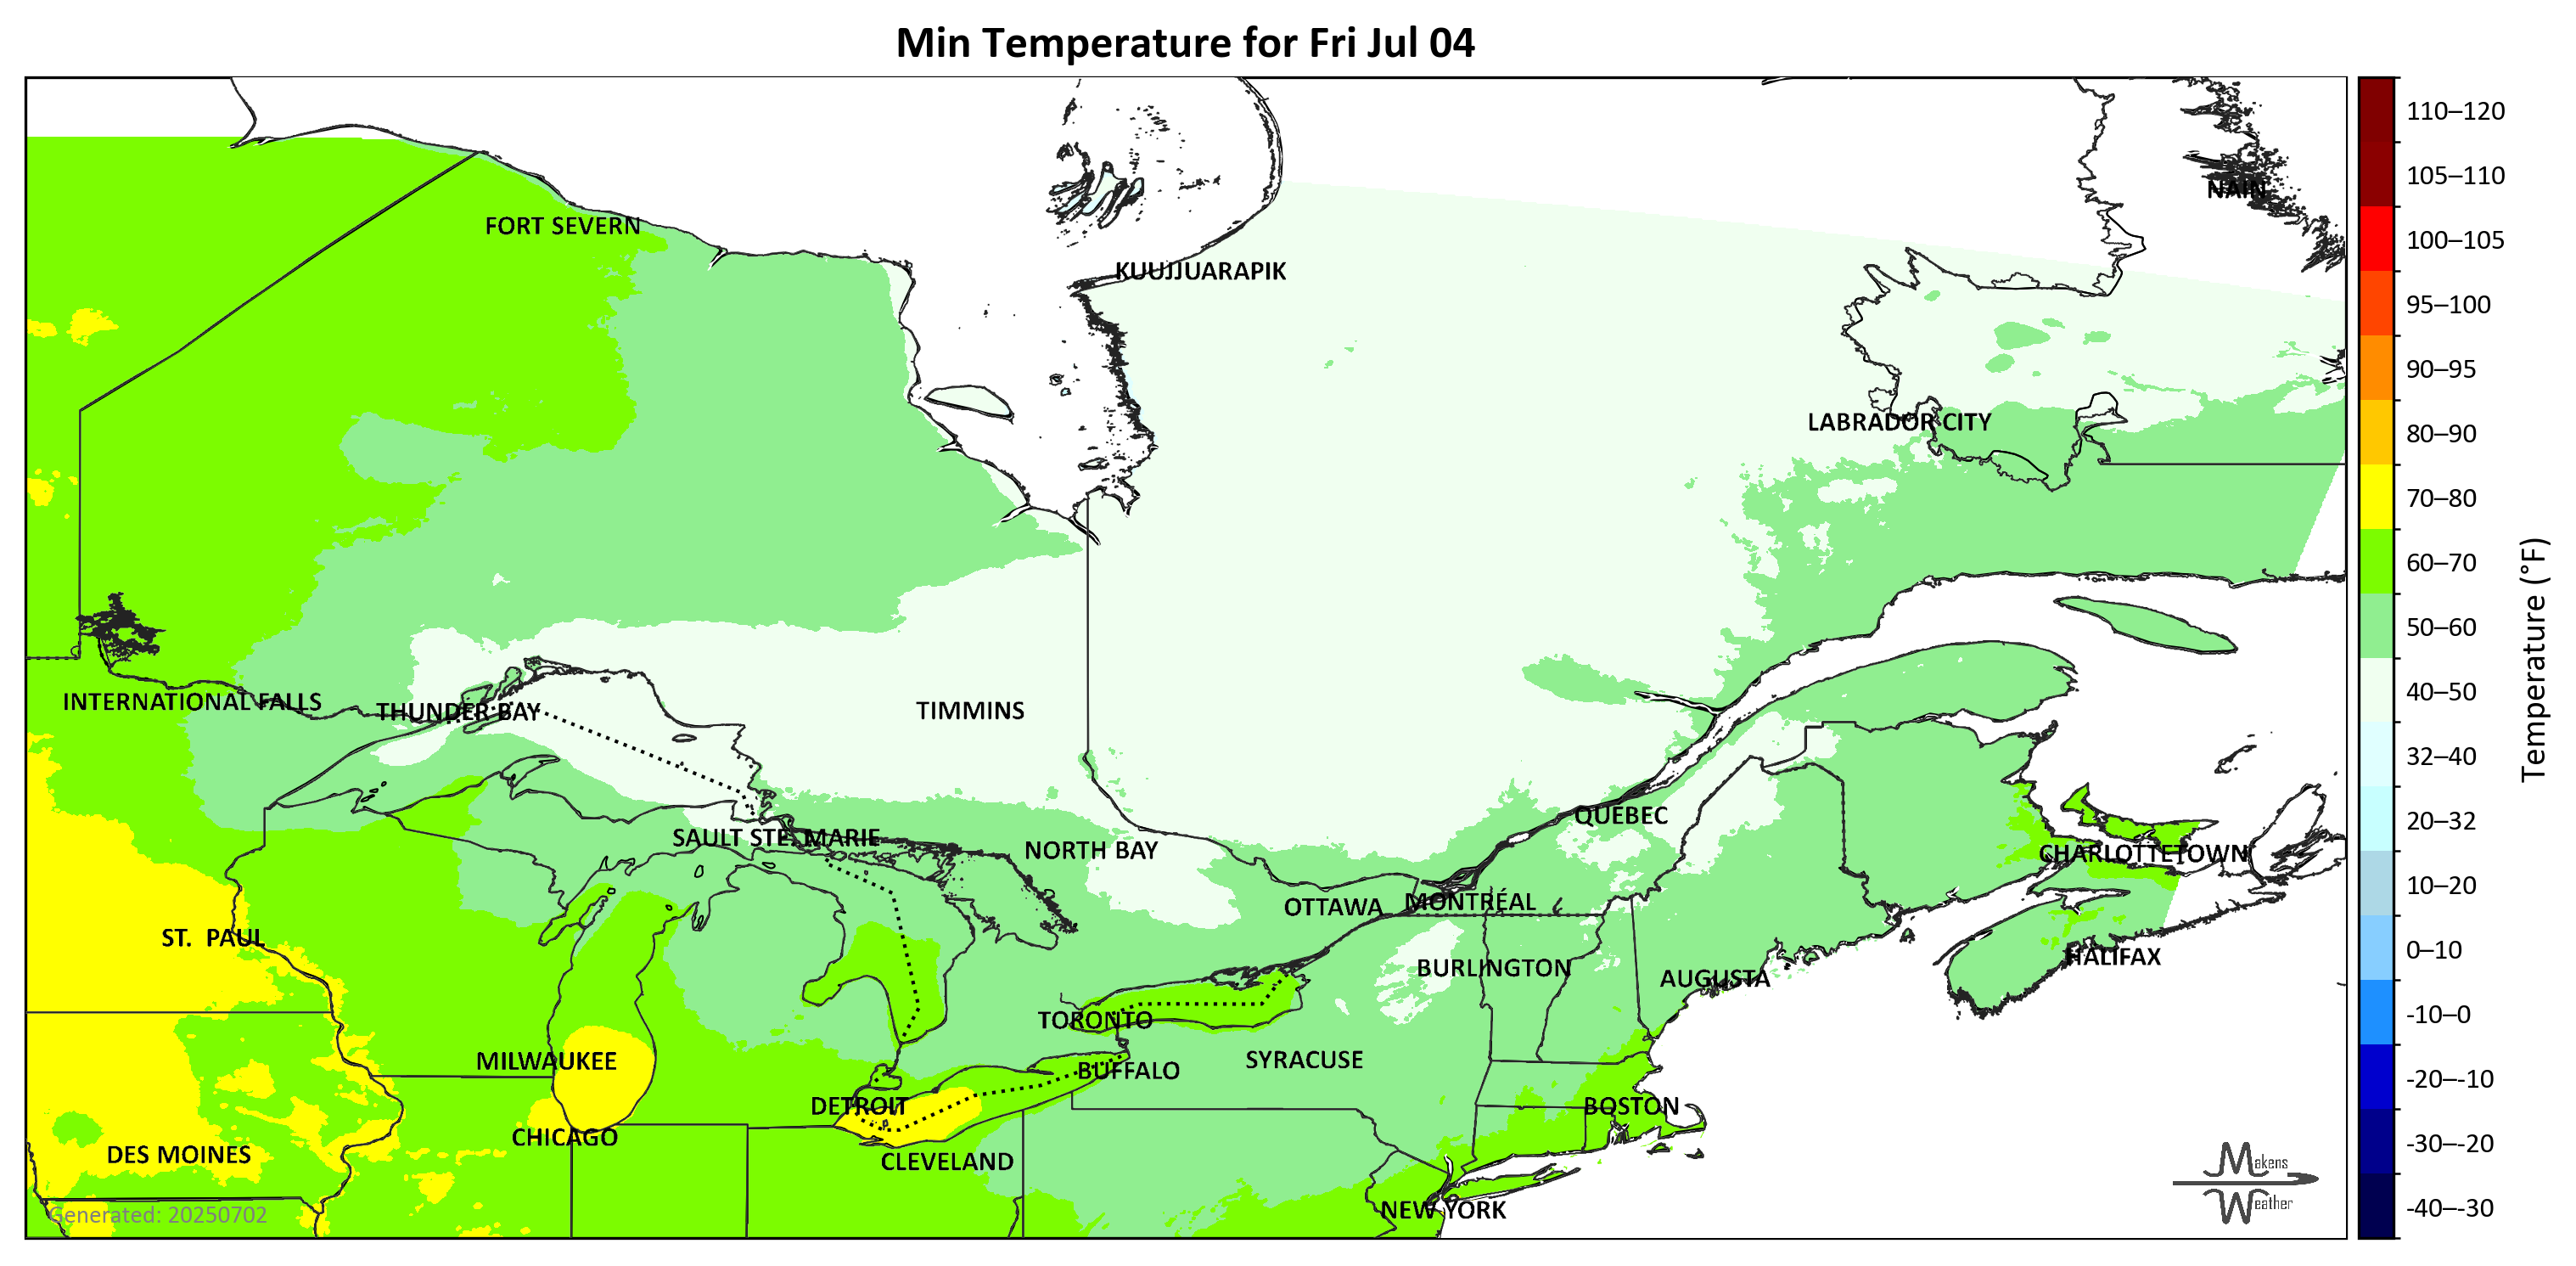 Min Temperature for Fri Jul 04
110–120
105–110
100–105
95–100
90–95
80–90
70–80
60–70
50–60
40–50
32–40
20–32
10–20
0–10
-10–0
-20–-10
-30–-20
-40–-30
Temperature (°F)
NAIN
FORT SEVERN
KUUJJUARAPIK
LABRADOR CITY
INTERNATIONAL FALLS
THUNDER BAY
TIMMINS
QUÉBEC
SAULT STE. MARIE
NORTH BAY
CHARLOTTETOWN
OTTAWA
MONTRÉAL
ST. PAUL
HALIFAX
BURLINGTON
AUGUSTA
TORONTO
MILWAUKEE
SYRACUSE
BUFFALO
DETROIT
BOSTON
CHICAGO
DES MOINES
CLEVELAND
NEW YORK
Generated: 20250702
Makens
Weather